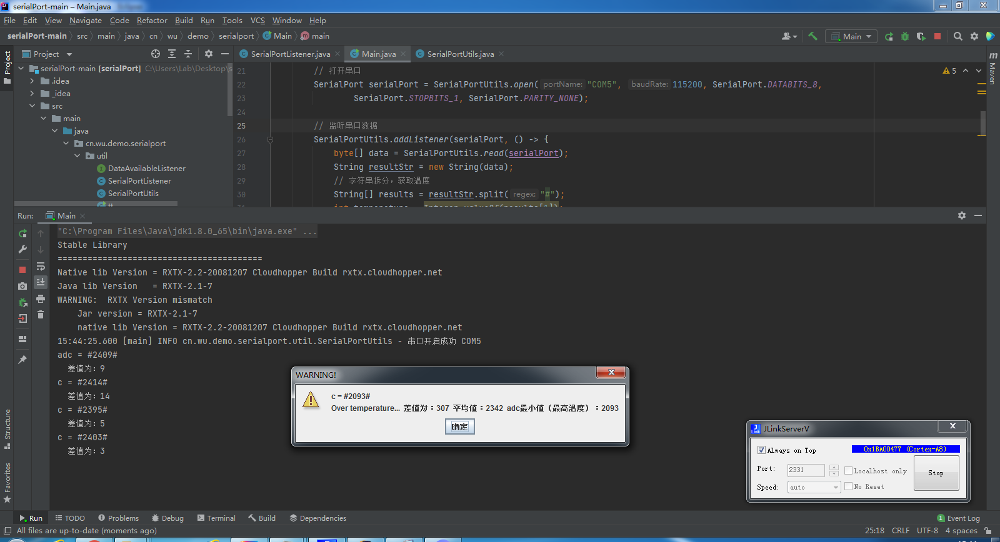 serialPort-main – Main.java
File Edit View Navigate Code Refactor Build Run Tools VCS Window Help
serialPort-main src main java cn wu demo serialport Main main
Main
Project
SerialPortListener.java Main.java SerialPortUtils.java
Project
Maven
serialPort-main [serialPort] C:\Users\Lab\Desktop\s
.idea
_idea
src
main
java
cn.wu.demo.serialport
util
DataAvailableListener
SerialPortListener
SerialPortUtils
5
21 // 打开串口
22 SerialPort serialPort = SerialPortUtils.open( portName: "COM5", baudRate: 115200, SerialPort.DATABITS_8,
23 SerialPort.STOPBITS_1, SerialPort.PARITY_NONE);
24
25 // 监听串口数据
26 SerialPortUtils.addListener(serialPort, () -> {
27 byte[] data = SerialPortUtils.read(serialPort);
28 String resultStr = new String(data);
29 // 字符串拆分，获取温度
30 String[] results = resultStr.split( regex: "#");
Run: Main
"C:\Program Files\Java\jdk1.8.0_65\bin\java.exe" ...
Stable Library
=========================================
Native lib Version = RXTX-2.2-20081207 Cloudhopper Build rxtx.cloudhopper.net
Java lib Version   = RXTX-2.1-7
WARNING:  RXTX Version mismatch
Jar version = RXTX-2.1-7
native lib Version = RXTX-2.2-20081207 Cloudhopper Build rxtx.cloudhopper.net
15:44:25.600 [main] INFO cn.wu.demo.serialport.util.SerialPortUtils - 串口开启成功 COM5
adc = #2409#
差值为：9
c = #2414#
差值为：14
c = #2395#
差值为：5
c = #2403#
差值为：3
WARNING!
c = #2093#
Over temperature... 差值为：307 平均值：2342 adc最小值（最高温度）：2093
确定
JLinkServerV
Always on Top
0x1BA00477 (Cortex-A8)
Port: 2331 Localhost only
Stop
Speed: auto No Reset
Structure
Favorites
Run TODO Problems Debug Terminal Build Dependencies
1 Event Log
All files are up-to-date (moments ago)
25:18 CRLF UTF-8 4 spaces